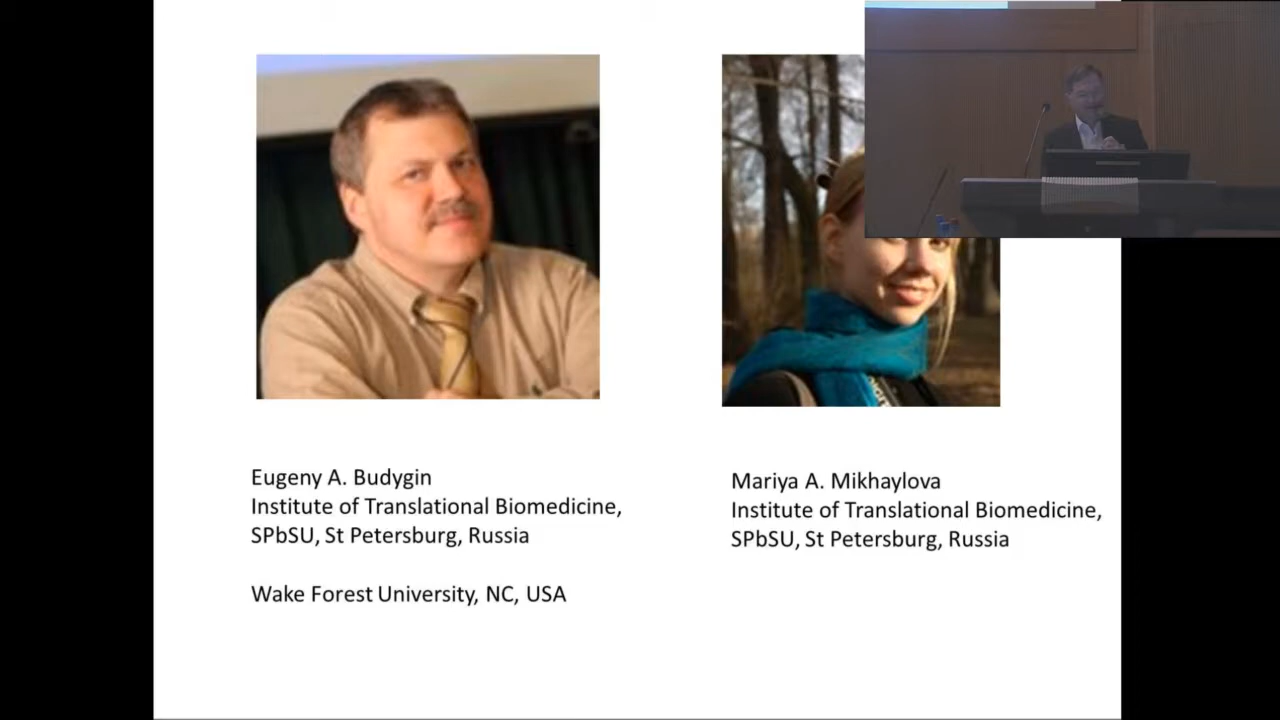 Eugeny A. Budygin
Institute of Translational Biomedicine,
SPbSU, St Petersburg, Russia
Wake Forest University, NC, USA
Mariya A. Mikhaylova
Institute of Translational Biomedicine,
SPbSU, St Petersburg, Russia